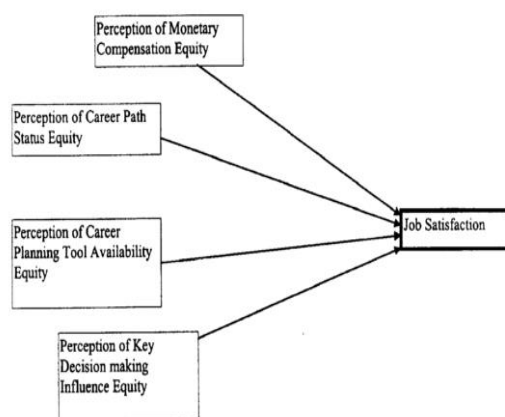 Perception of Monetary
Compensation Equity
Perception of Career Path
Status Equity
Job Satisfaction
Perception of Career
Planning Tool Availability
Equity
Perception of Key
Decision making
Influence Equity